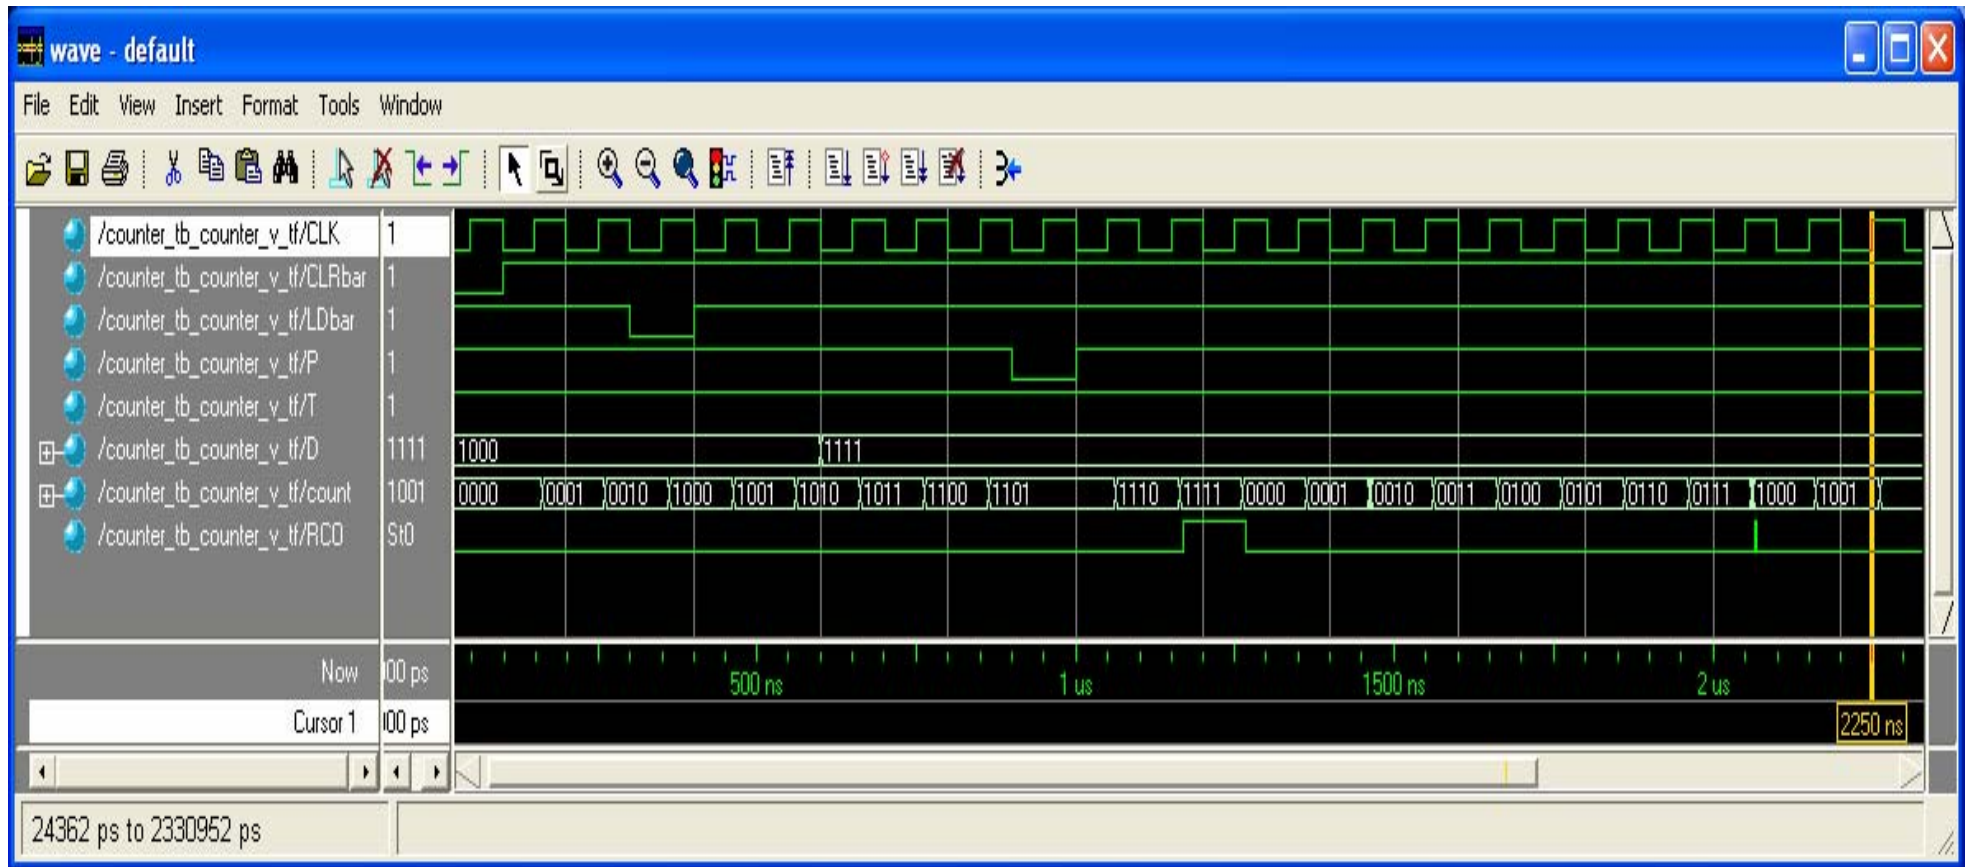 wave - default
File Edit View Insert Format Tools Window
/counter_tb_counter_v_tf/CLK 1
/counter_tb_counter_v_tf/CLRbar 1
/counter_tb_counter_v_tf/LDbar 1
/counter_tb_counter_v_tf/P 1
/counter_tb_counter_v_tf/T 1
/counter_tb_counter_v_tf/D 1111 1000 1111
/counter_tb_counter_v_tf/count 1001 0000 0001 0010 1000 1001 1010 1011 1100 1101 1110 1111 0000 0001 0010 0011 0100 0101 0110 0111 1000 1001
/counter_tb_counter_v_tf/RCO St0
Now 00 ps 500 ns 1 us 1500 ns 2 us
Cursor 1 00 ps 2250 ns
24362 ps to 2330952 ps